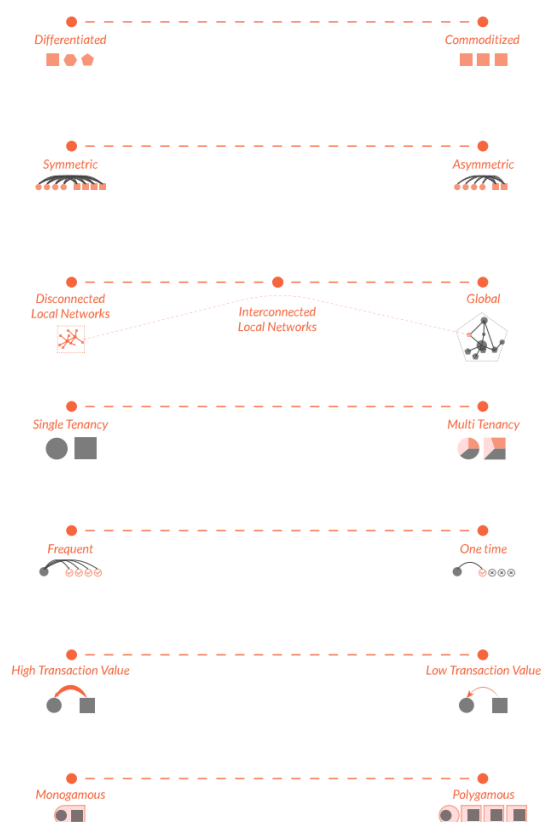 Differentiated
Commoditized
Symmetric
Asymmetric
Disconnected
Local Networks
Interconnected
Local Networks
Global
Single Tenancy
Multi Tenancy
Frequent
One time
High Transaction Value
Low Transaction Value
Monogamous
Polygamous